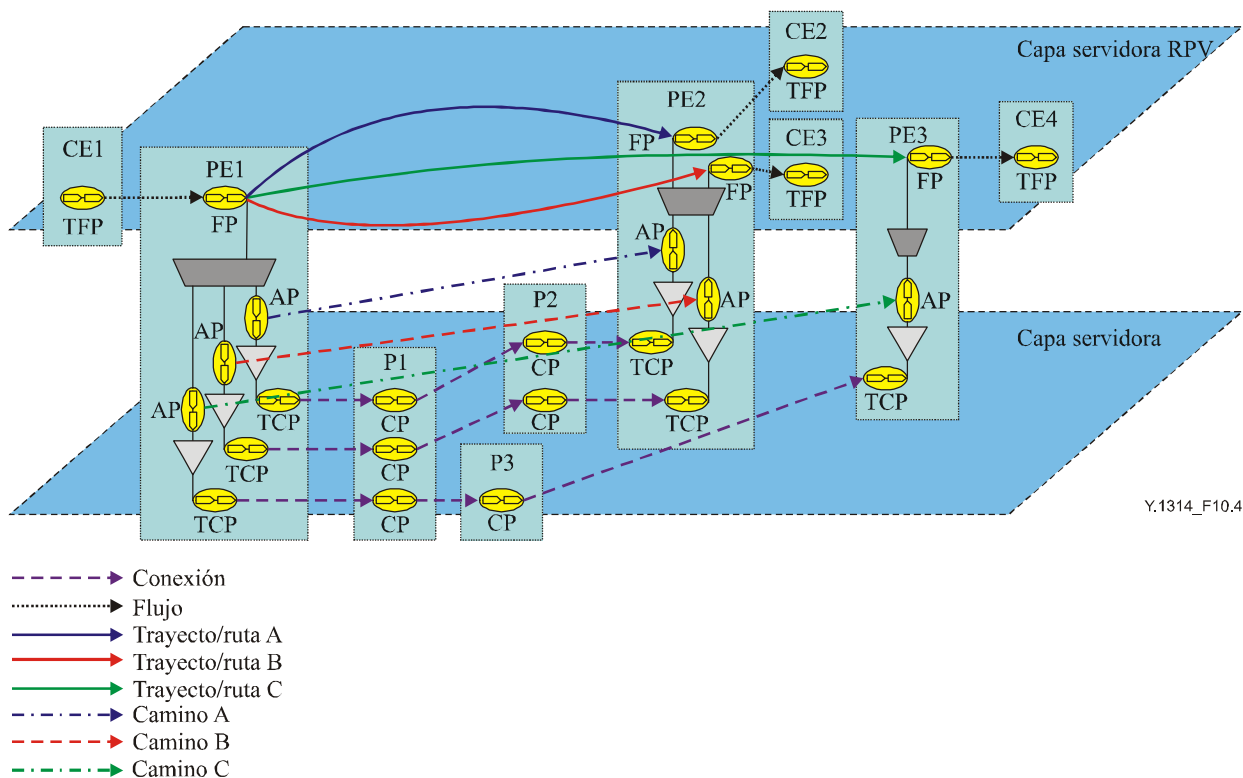 CE2
Capa servidora RPV
TFP
PE2
CE1
FP
CE3
PE3
CE4
PE1
TFP
FP
FP
TFP
FP
TFP
TFP
FP
AP
AP
AP
P2
AP
AP
Capa servidora
P1
CP
TCP
AP
TCP
TCP
CP
CP
TCP
TCP
CP
P3
TCP
CP
CP
Y.1314_F10.4
Conexión
Flujo
Trayecto/ruta A
Trayecto/ruta B
Trayecto/ruta C
Camino A
Camino B
Camino C